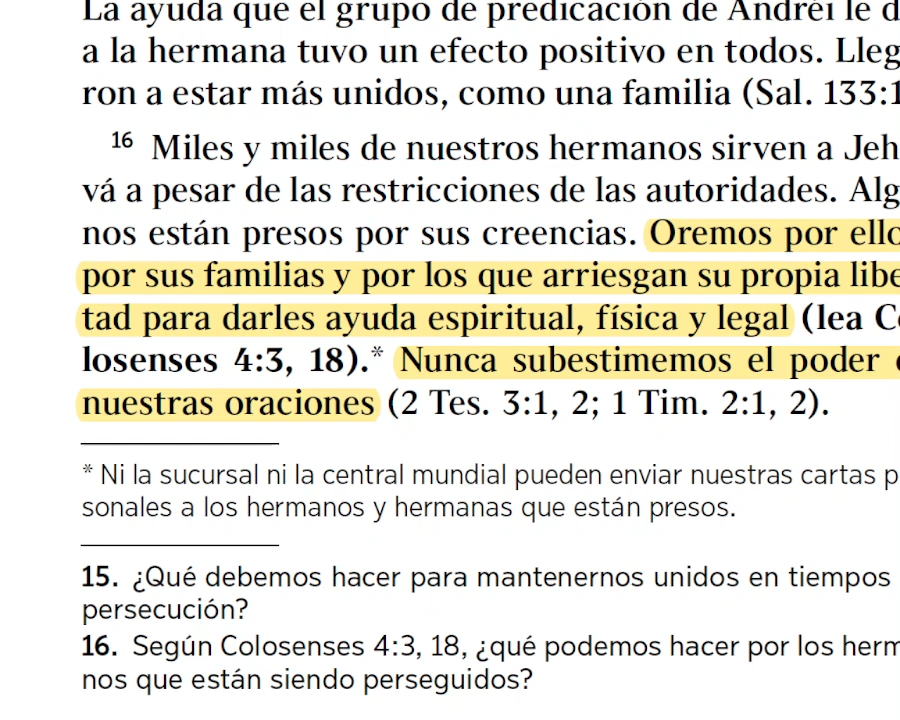 La ayuda que el grupo de predicación de Andréi le
a la hermana tuvo un efecto positivo en todos. Lleg
ron a estar más unidos, como una familia (Sal. 133:1
16 Miles y miles de nuestros hermanos sirven a Jeh
vá a pesar de las restricciones de las autoridades. Alg
nos están presos por sus creencias. Oremos por ello
por sus familias y por los que arriesgan su propia libe
tad para darles ayuda espiritual, física y legal (lea Co
losenses 4:3, 18).* Nunca subestimemos el poder
nuestras oraciones (2 Tes. 3:1, 2; 1 Tim. 2:1, 2).
* Ni la sucursal ni la central mundial pueden enviar nuestras cartas p
sonales a los hermanos y hermanas que están presos.
15. ¿Qué debemos hacer para mantenernos unidos en tiempos
persecución?
16. Según Colosenses 4:3, 18, ¿qué podemos hacer por los herm
nos que están siendo perseguidos?